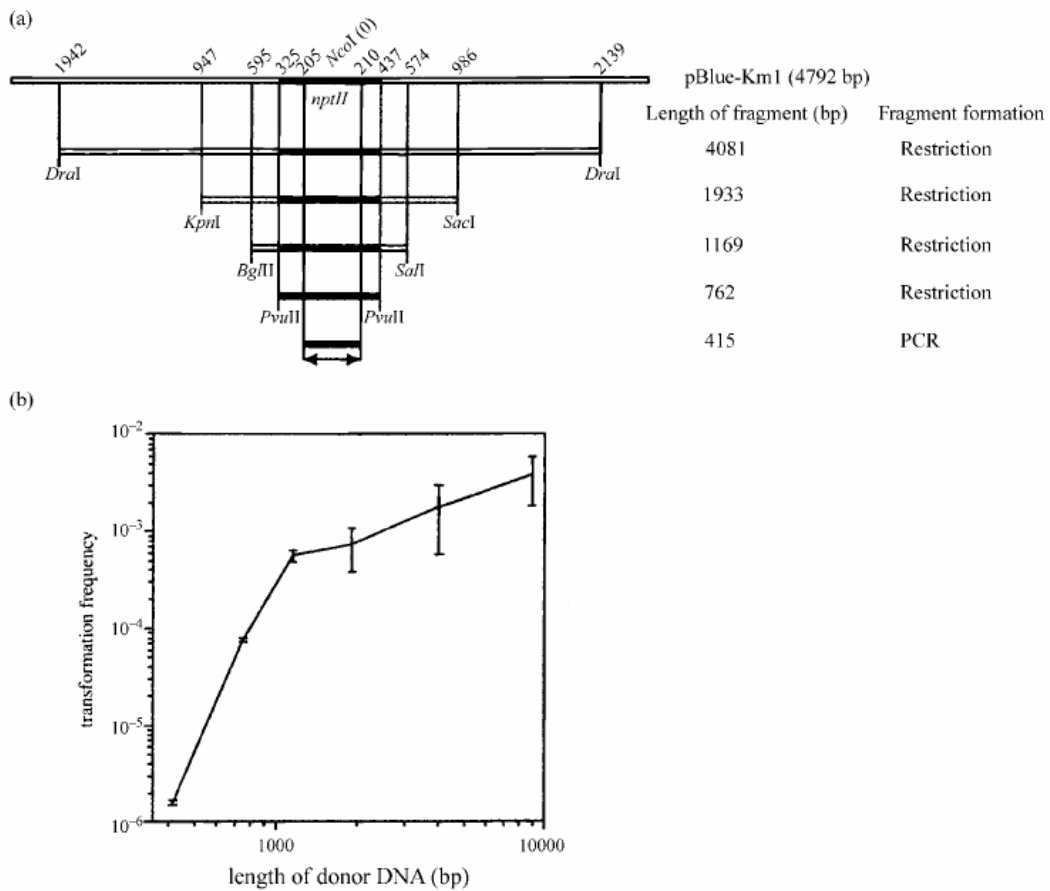 (a)
1942 947 595 325 205 NcoI (0) 210 437 574 986 2139
nptII
pBlue-Km1 (4792 bp)
Length of fragment (bp) Fragment formation
4081 Restriction
DraI DraI
1933 Restriction
KpnI SacI
1169 Restriction
BglII SalI
762 Restriction
PvuII PvuII
415 PCR
(b)
10⁻²
10⁻³
10⁻⁴
10⁻⁵
10⁻⁶
transformation frequency
1000 10000
length of donor DNA (bp)